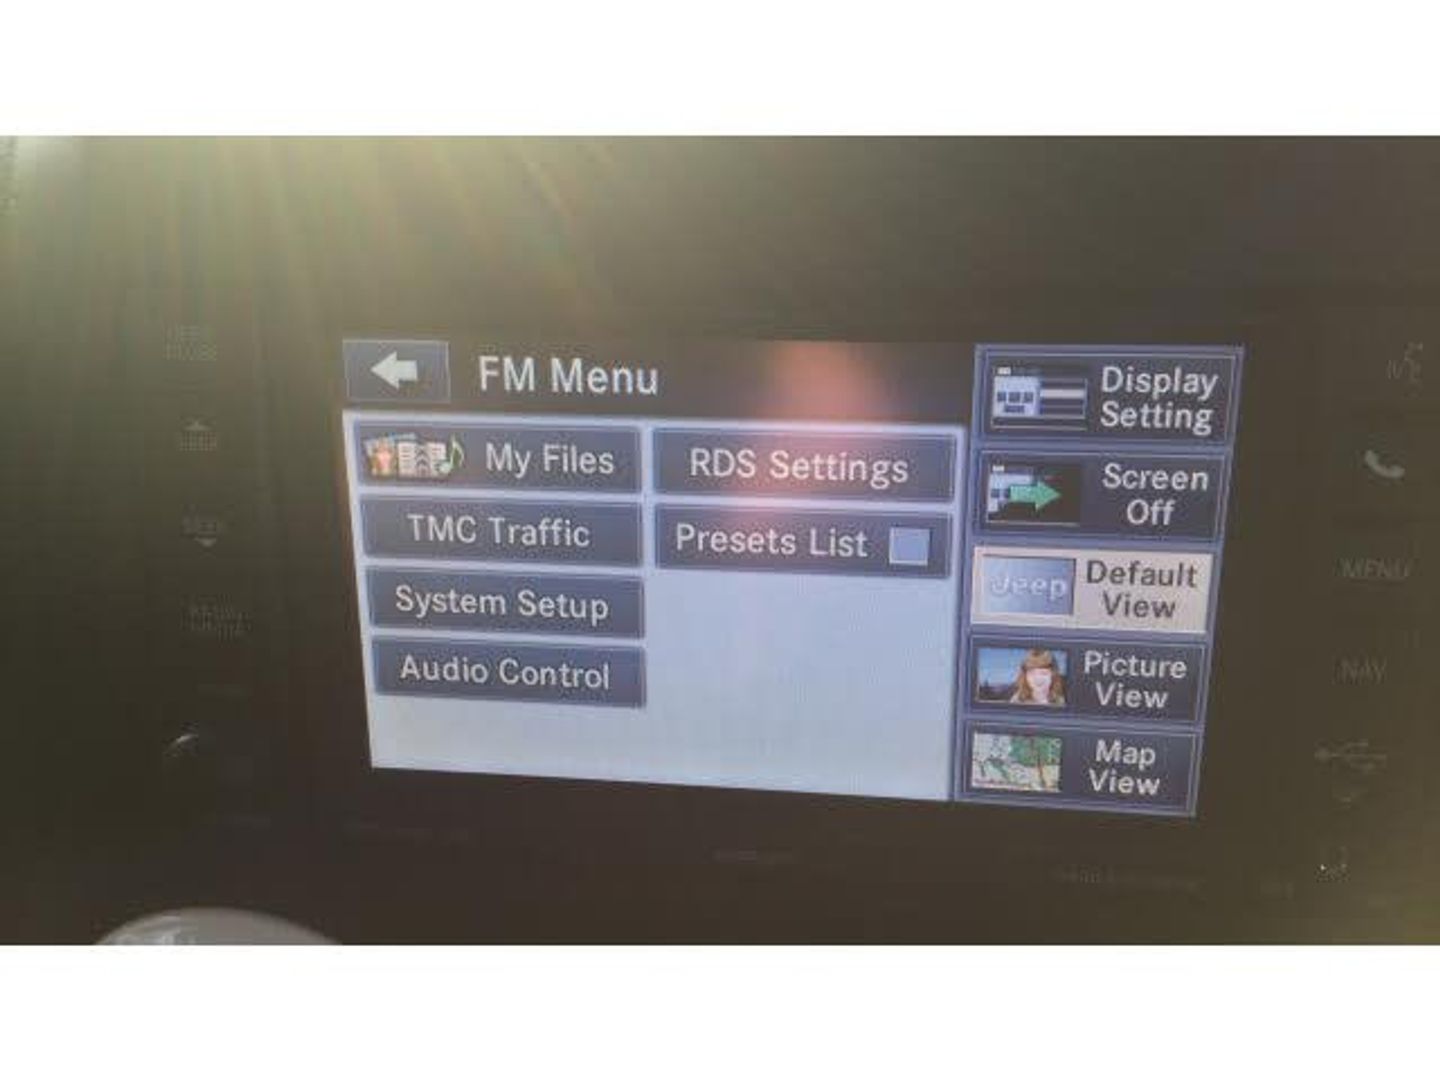 FM Menu
My Files
RDS Settings
TMC Traffic
Presets List
System Setup
Audio Control
Display
Setting
Screen
Off
Jeep
Default
View
Picture
View
Map
View
MENU
NAV